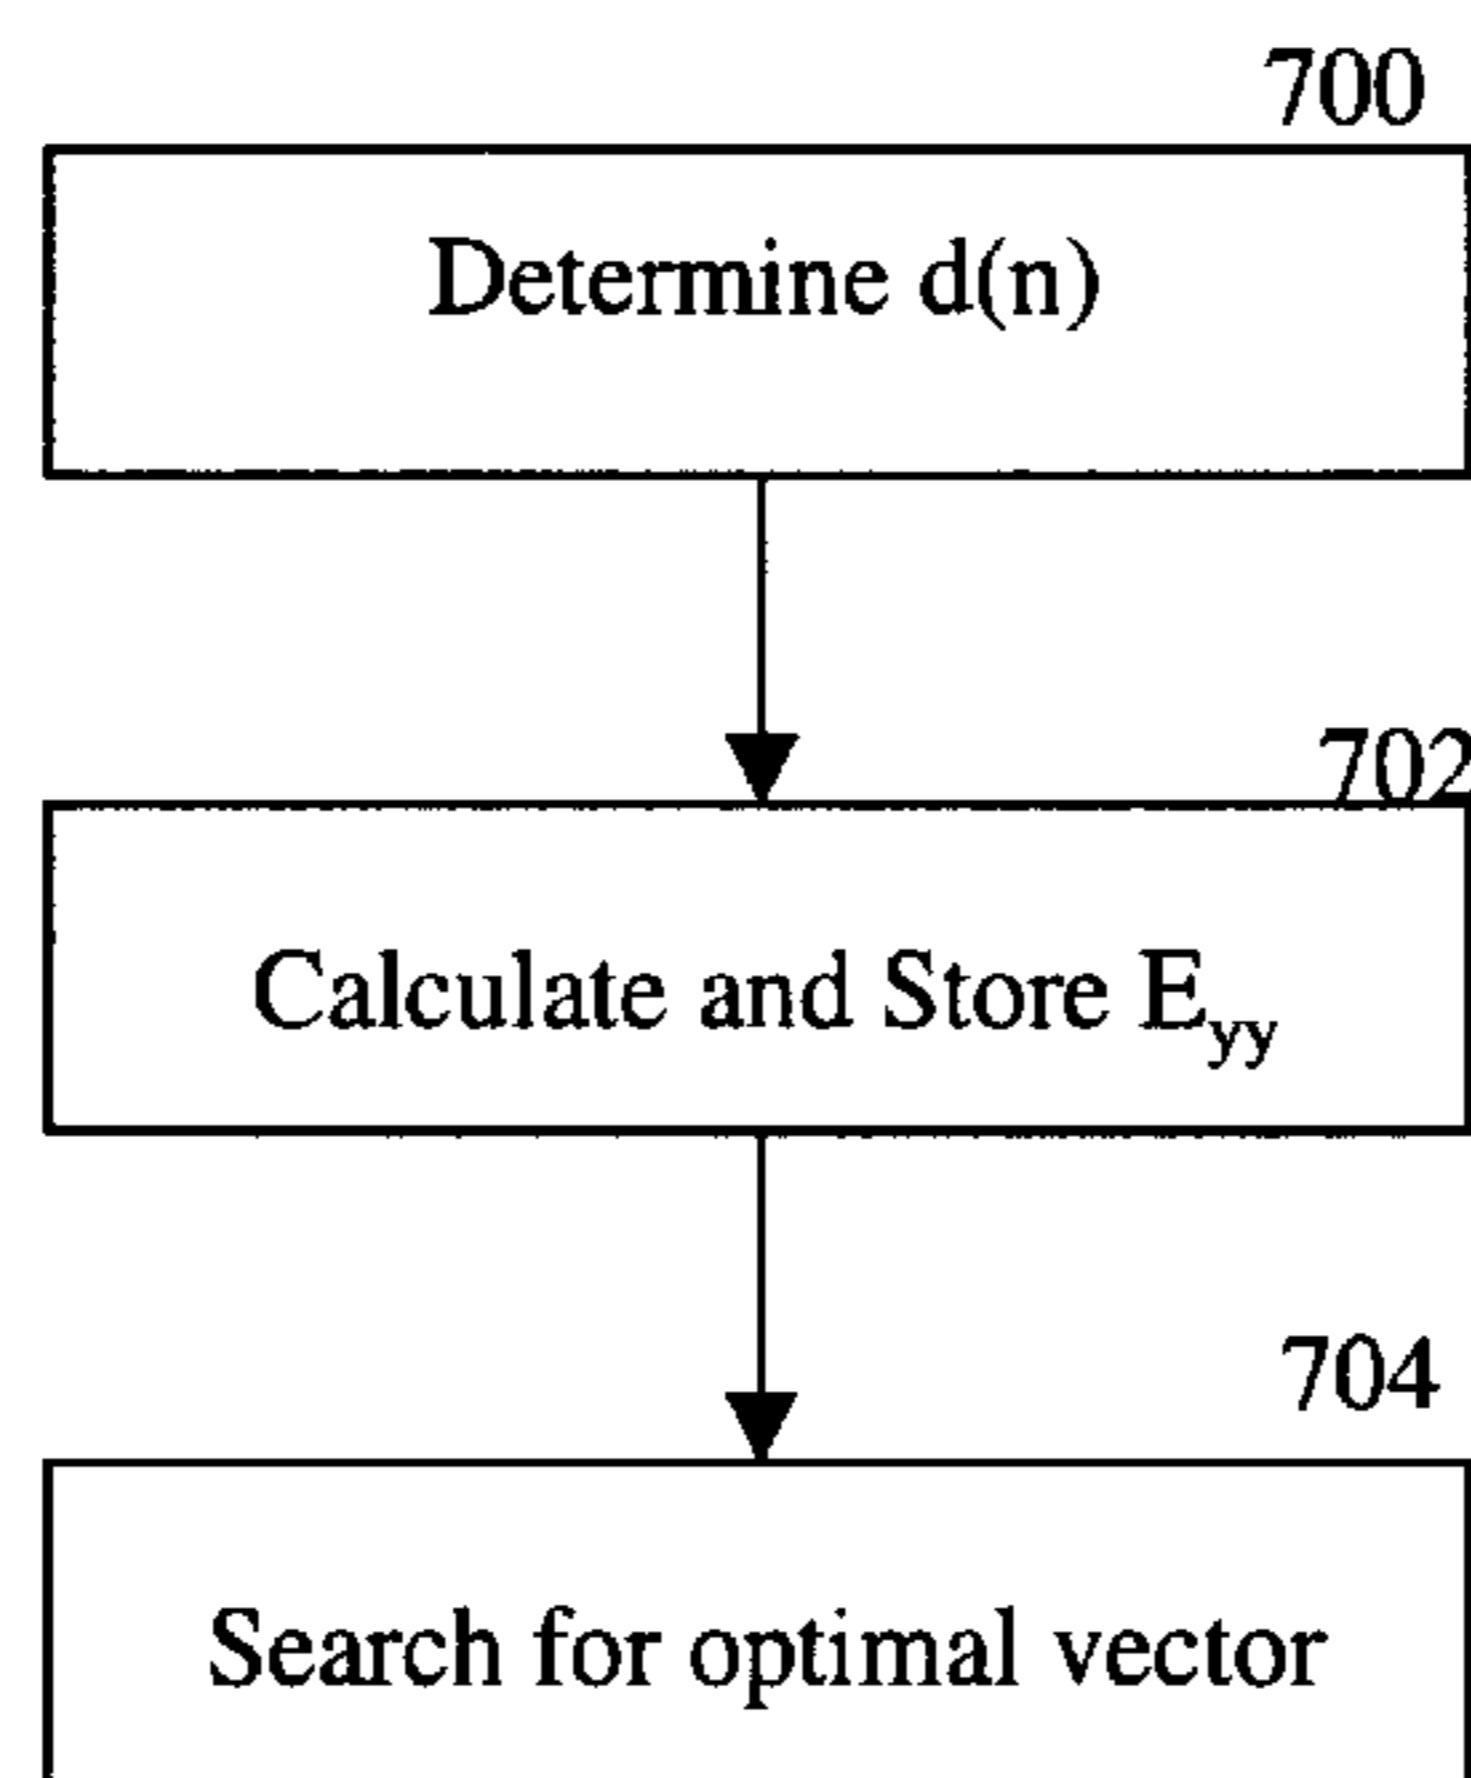 700
Determine d(n)
702
Calculate and Store E_yy
704
Search for optimal vector